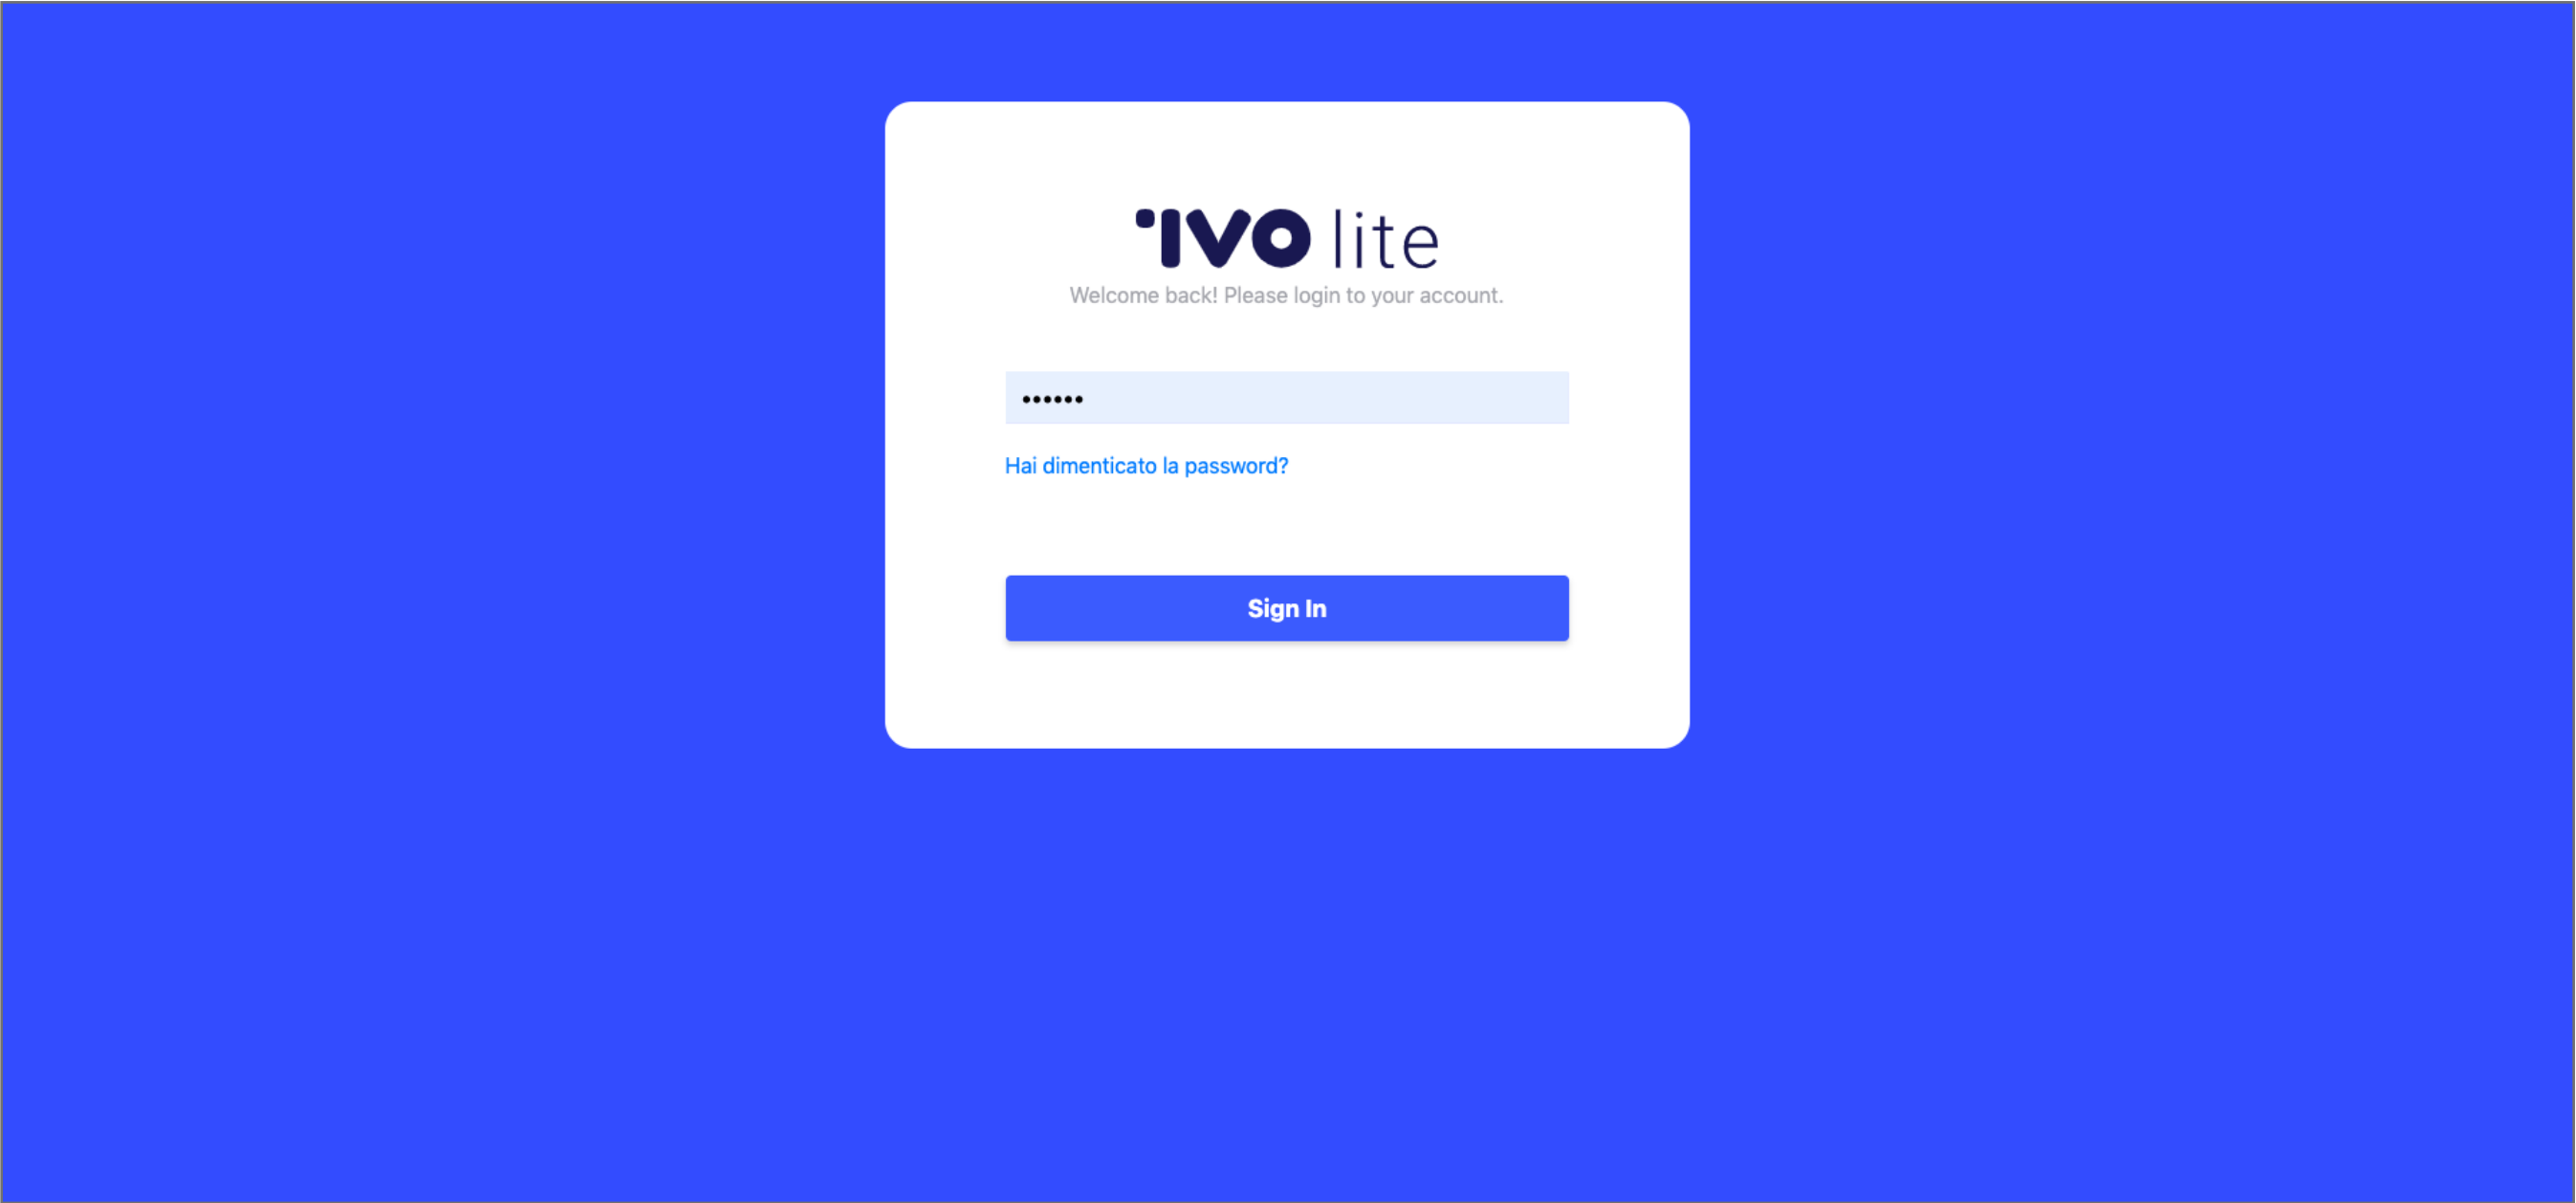 IVO lite
Welcome back! Please login to your account.
••••••
Hai dimenticato la password?
Sign In